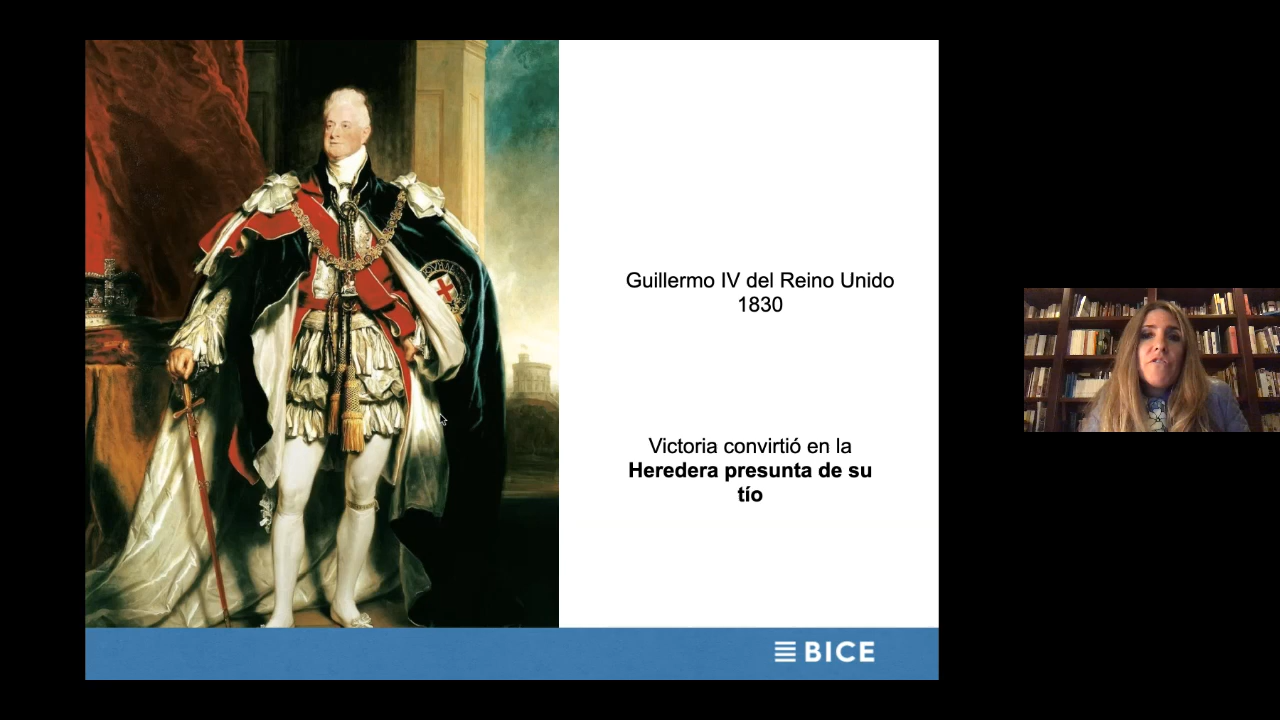 Guillermo IV del Reino Unido
1830
Victoria convirtió en la
Heredera presunta de su
tío
BICE